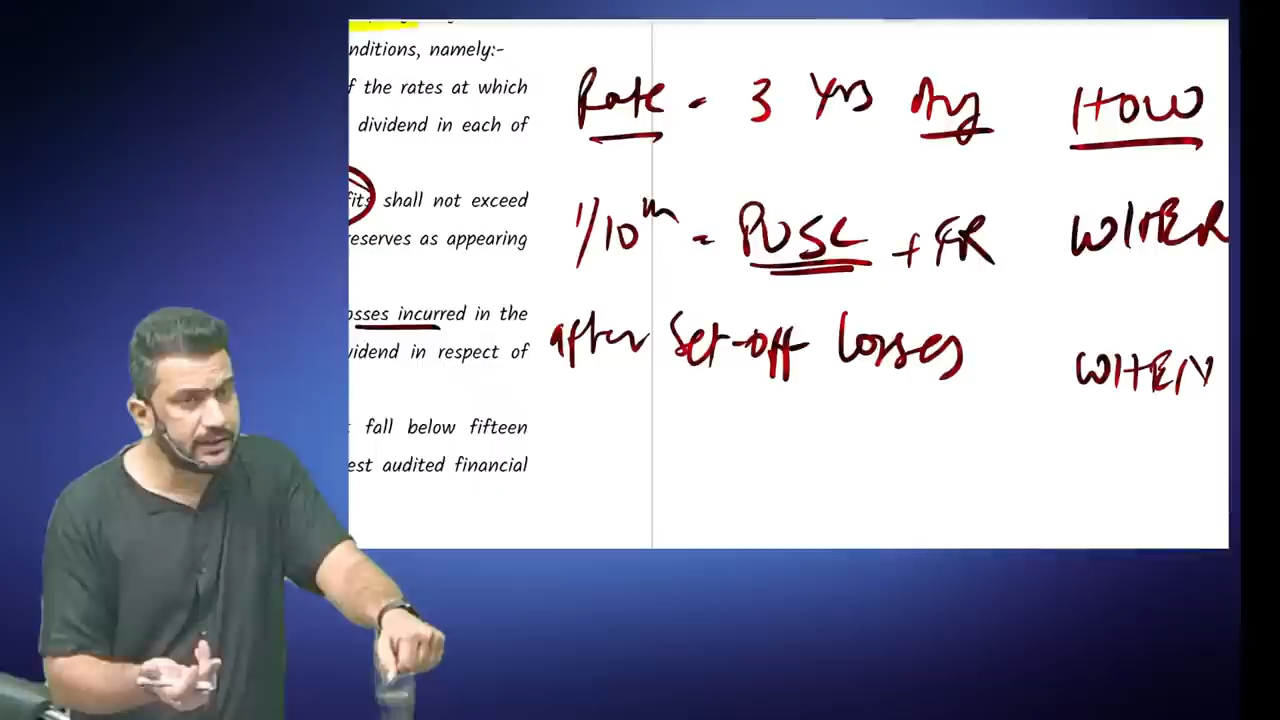 nditions, namely:-
f the rates at which
dividend in each of
fits shall not exceed
reserves as appearing
osses incurred in the
vidend in respect of
fall below fifteen
est audited financial
Rate - 3 Yrs Avg HOW
1/10th - PUSC + FR WHER
after Set-off losses WHEN